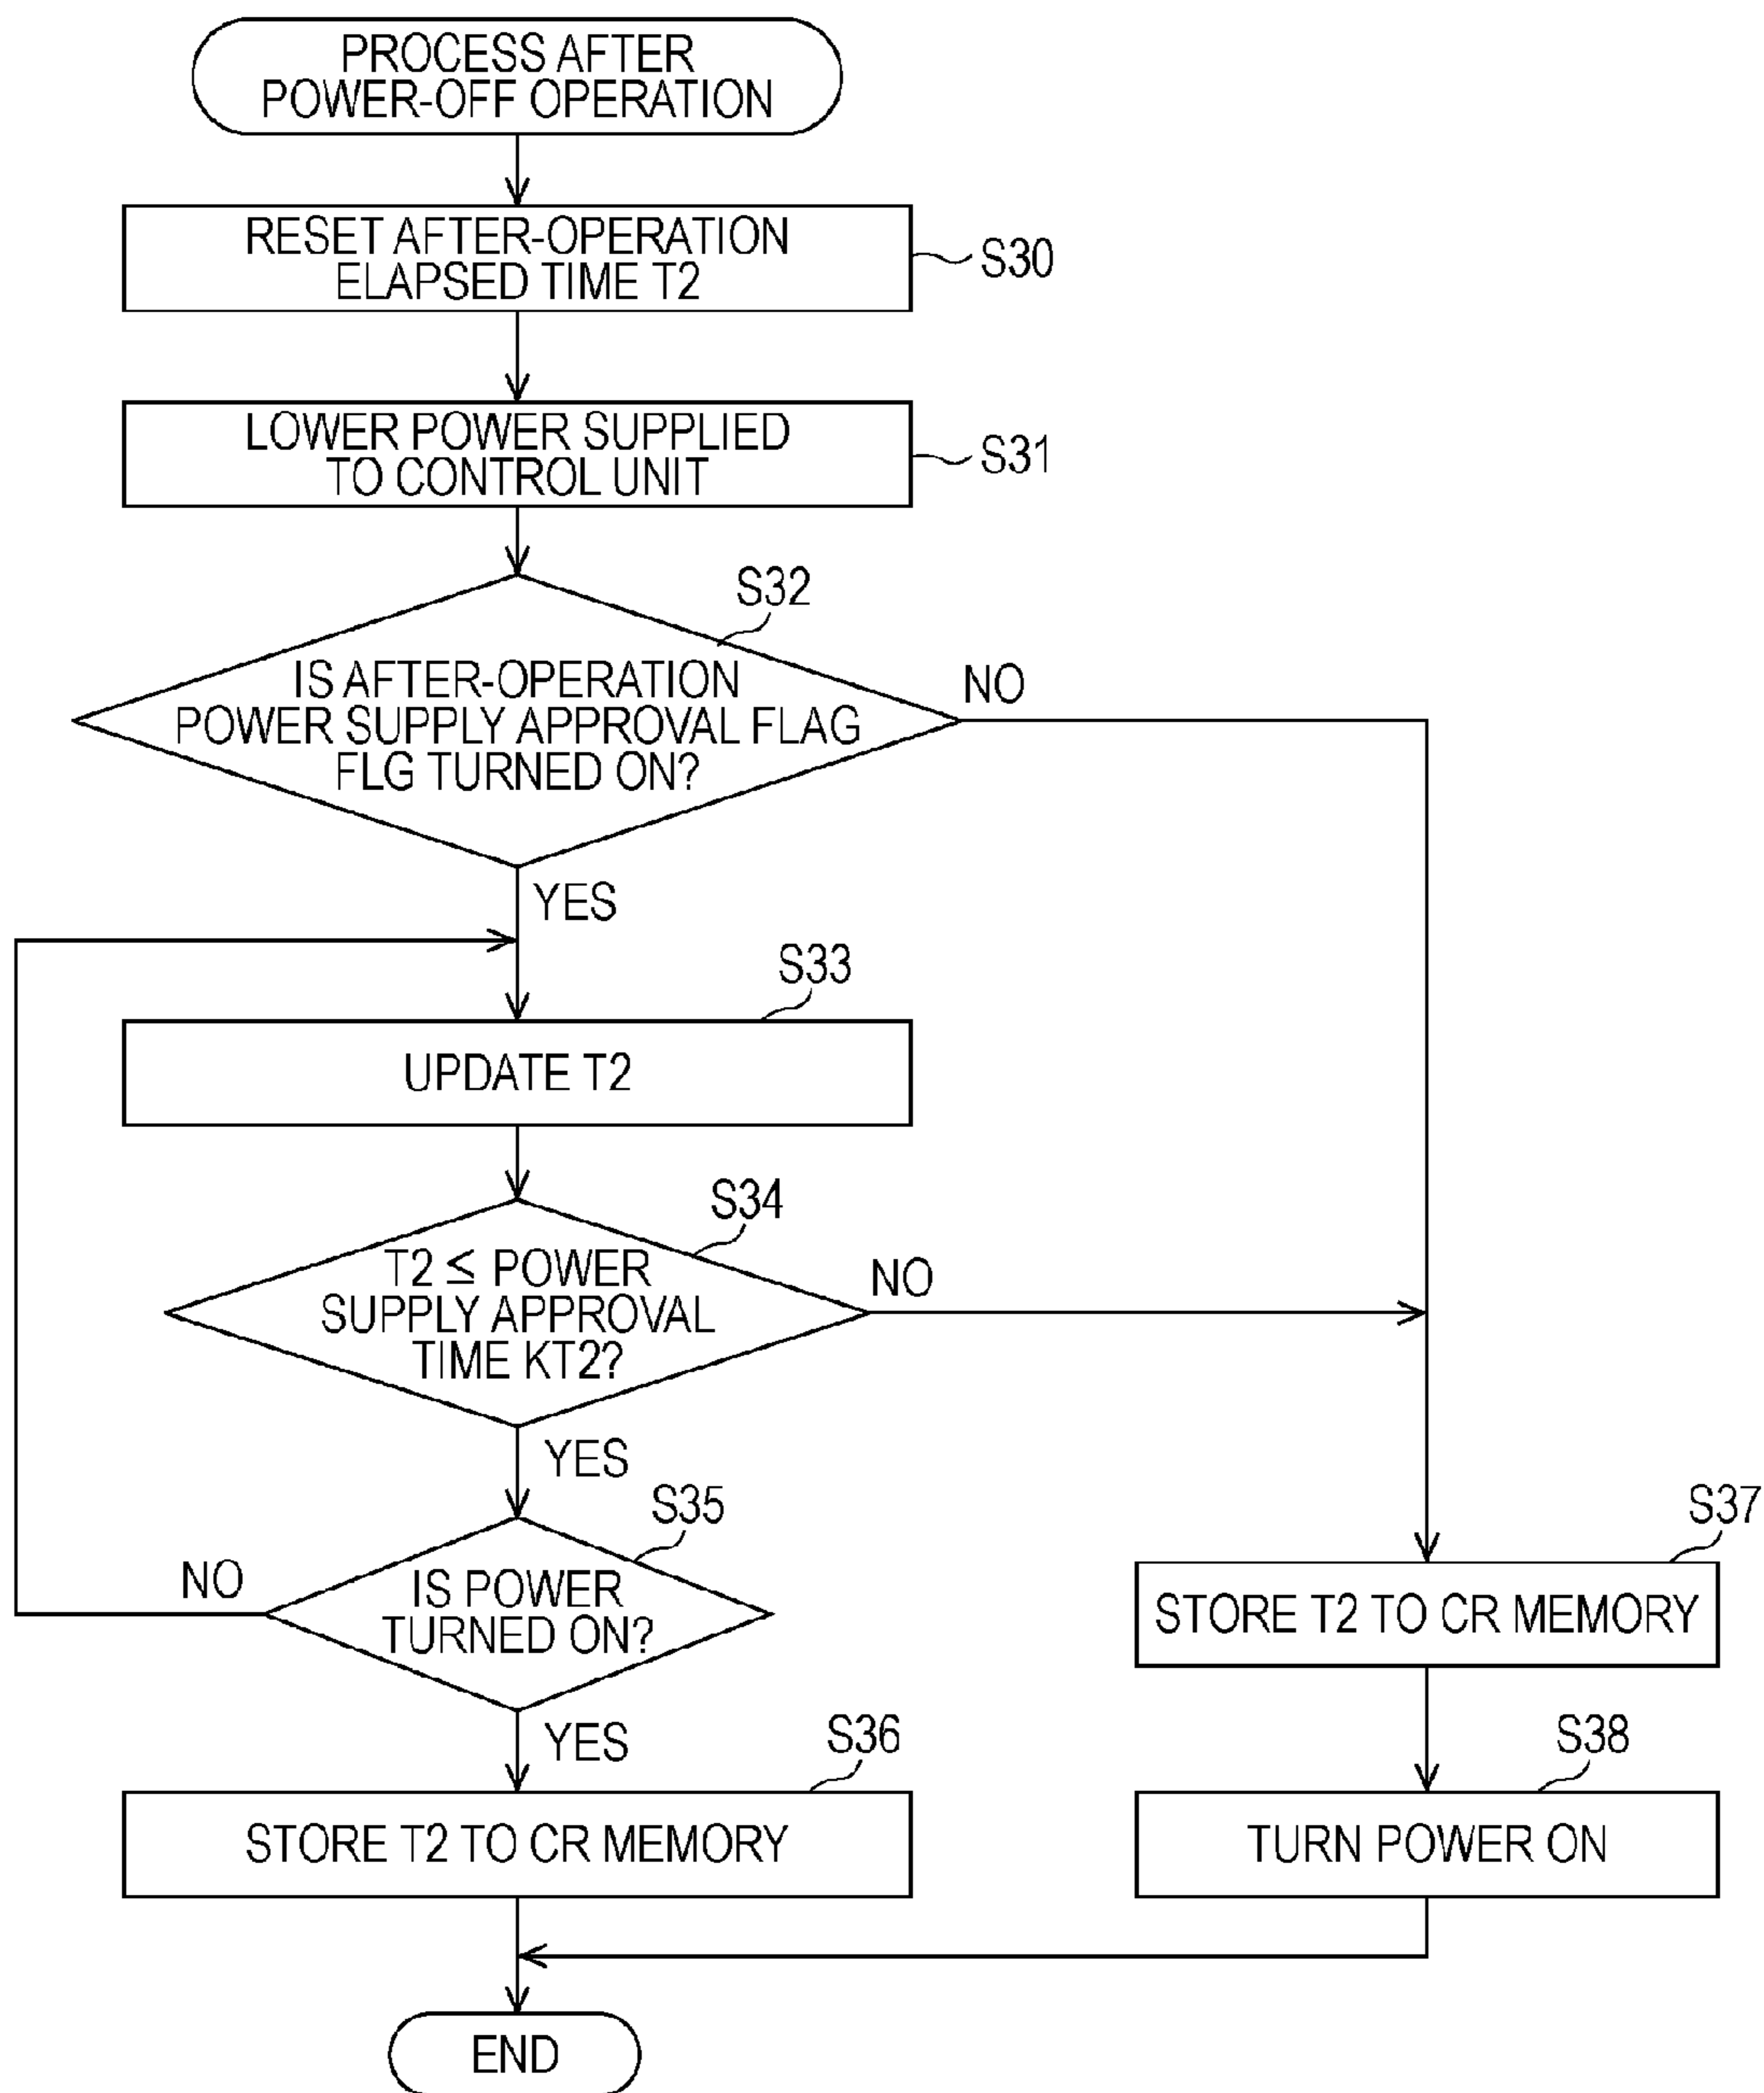 PROCESS AFTER
POWER-OFF OPERATION
RESET AFTER-OPERATION
ELAPSED TIME T2
S30
LOWER POWER SUPPLIED
TO CONTROL UNIT
S31
S32
IS AFTER-OPERATION
POWER SUPPLY APPROVAL FLAG
FLG TURNED ON?
NO
YES
S33
UPDATE T2
S34
T2 ≦ POWER
SUPPLY APPROVAL
TIME KT2?
NO
YES
S35
IS POWER
TURNED ON?
NO
YES
S36
STORE T2 TO CR MEMORY
S37
STORE T2 TO CR MEMORY
S38
TURN POWER ON
END